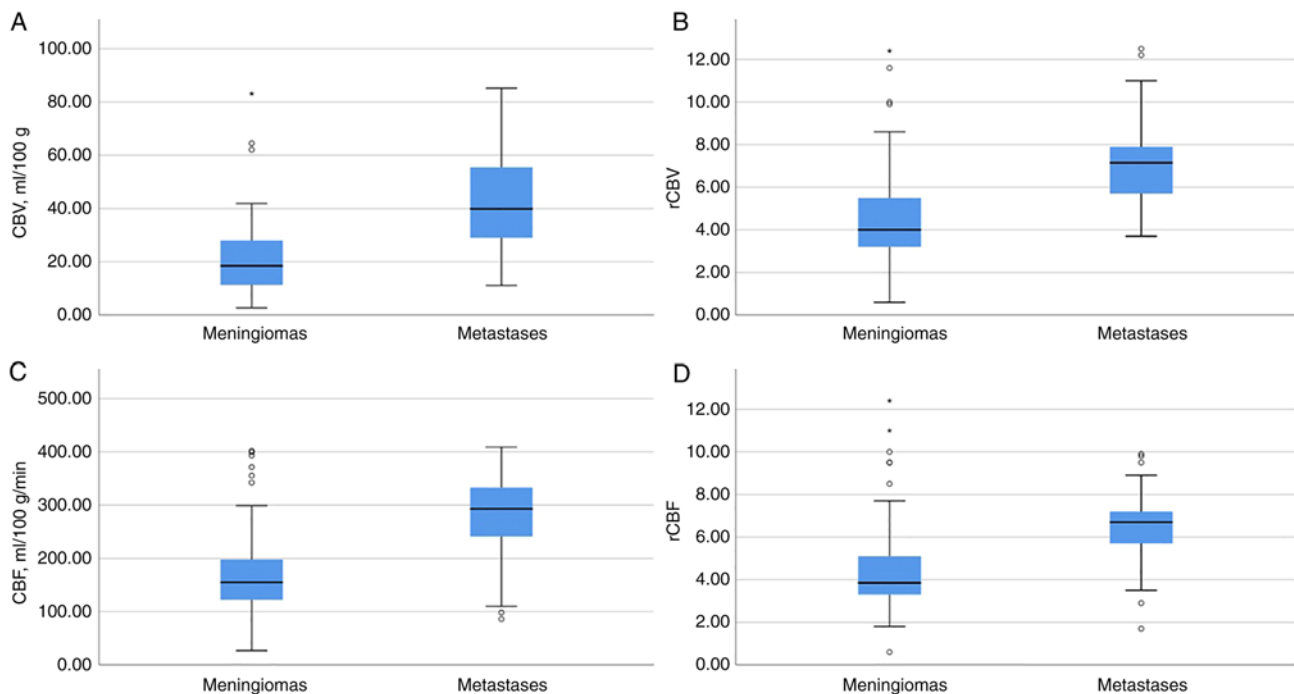 A
CBV, ml/100 g
100.00
80.00
60.00
40.00
20.00
0.00
Meningiomas
Metastases
B
rCBV
12.00
10.00
8.00
6.00
4.00
2.00
0.00
Meningiomas
Metastases
C
CBF, ml/100 g/min
500.00
400.00
300.00
200.00
100.00
0.00
Meningiomas
Metastases
D
rCBF
12.00
10.00
8.00
6.00
4.00
2.00
0.00
Meningiomas
Metastases